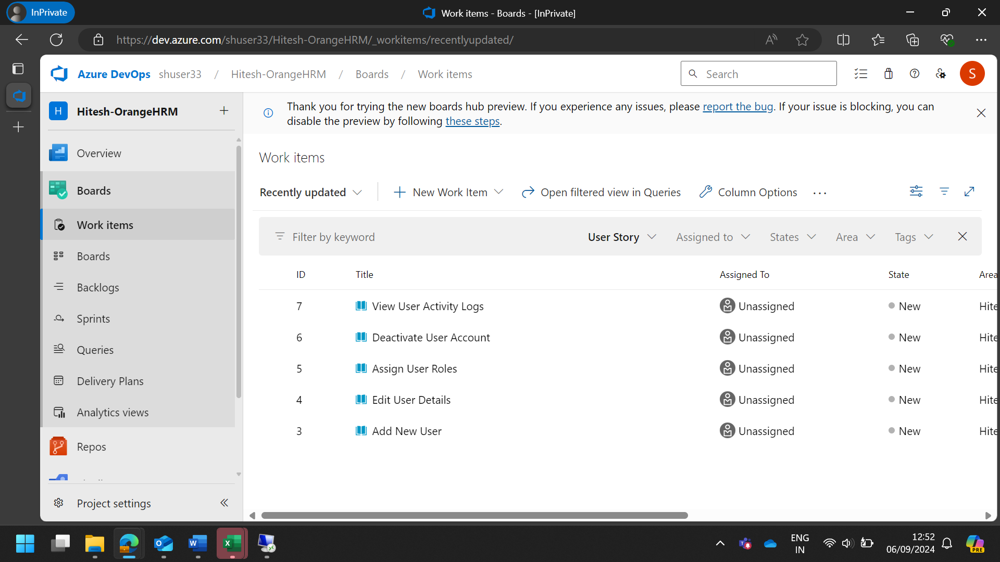 InPrivate
Work items - Boards - [InPrivate]
https://dev.azure.com/shuser33/Hitesh-OrangeHRM/_workitems/recentlyupdated/
Azure DevOps shuser33 / Hitesh-OrangeHRM / Boards / Work items
Search
S
H Hitesh-OrangeHRM
Overview
Boards
Work items
Boards
Backlogs
Sprints
Queries
Delivery Plans
Analytics views
Repos
Project settings
Thank you for trying the new boards hub preview. If you experience any issues, please report the bug. If your issue is blocking, you can
disable the preview by following these steps.
Work items
Recently updated New Work Item Open filtered view in Queries Column Options
Filter by keyword User Story Assigned to States Area Tags
ID Title Assigned To State Area
7 View User Activity Logs Unassigned New Hite
6 Deactivate User Account Unassigned New Hite
5 Assign User Roles Unassigned New Hite
4 Edit User Details Unassigned New Hite
3 Add New User Unassigned New Hite
ENG
IN
12:52
06/09/2024
PRE